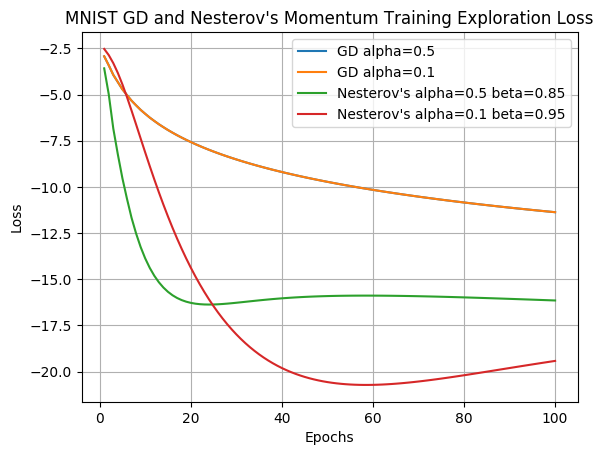 MNIST GD and Nesterov's Momentum Training Exploration Loss
GD alpha=0.5
GD alpha=0.1
Nesterov's alpha=0.5 beta=0.85
Nesterov's alpha=0.1 beta=0.95
−2.5
−5.0
−7.5
−10.0
−12.5
−15.0
−17.5
−20.0
Loss
0
20
40
60
80
100
Epochs